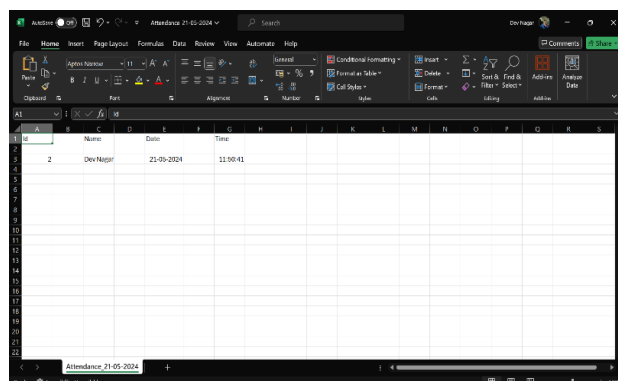 AutoSave Off Attendance 21-05-2024 Search Dev Nagar
File Home Insert Page Layout Formulas Data Review View Automate Help Comments Share
Paste Aptos Narrow 11 A^ A˅ General Conditional Formatting Insert
B I U A % 9 Format as Table Delete Sort & Find & Add-ins Analyze
Cell Styles Format Filter Select Data
Clipboard Font Alignment Number Styles Cells Editing Add-ins
A1 fx Id
A B C D E F G H I J K L M N O P Q R S
1 Id Name Date Time
2
3 2 Dev Nagar 21-05-2024 11:50:41
4
5
6
7
8
9
10
11
12
13
14
15
16
17
18
19
20
21
22
Attendance_21-05-2024 +